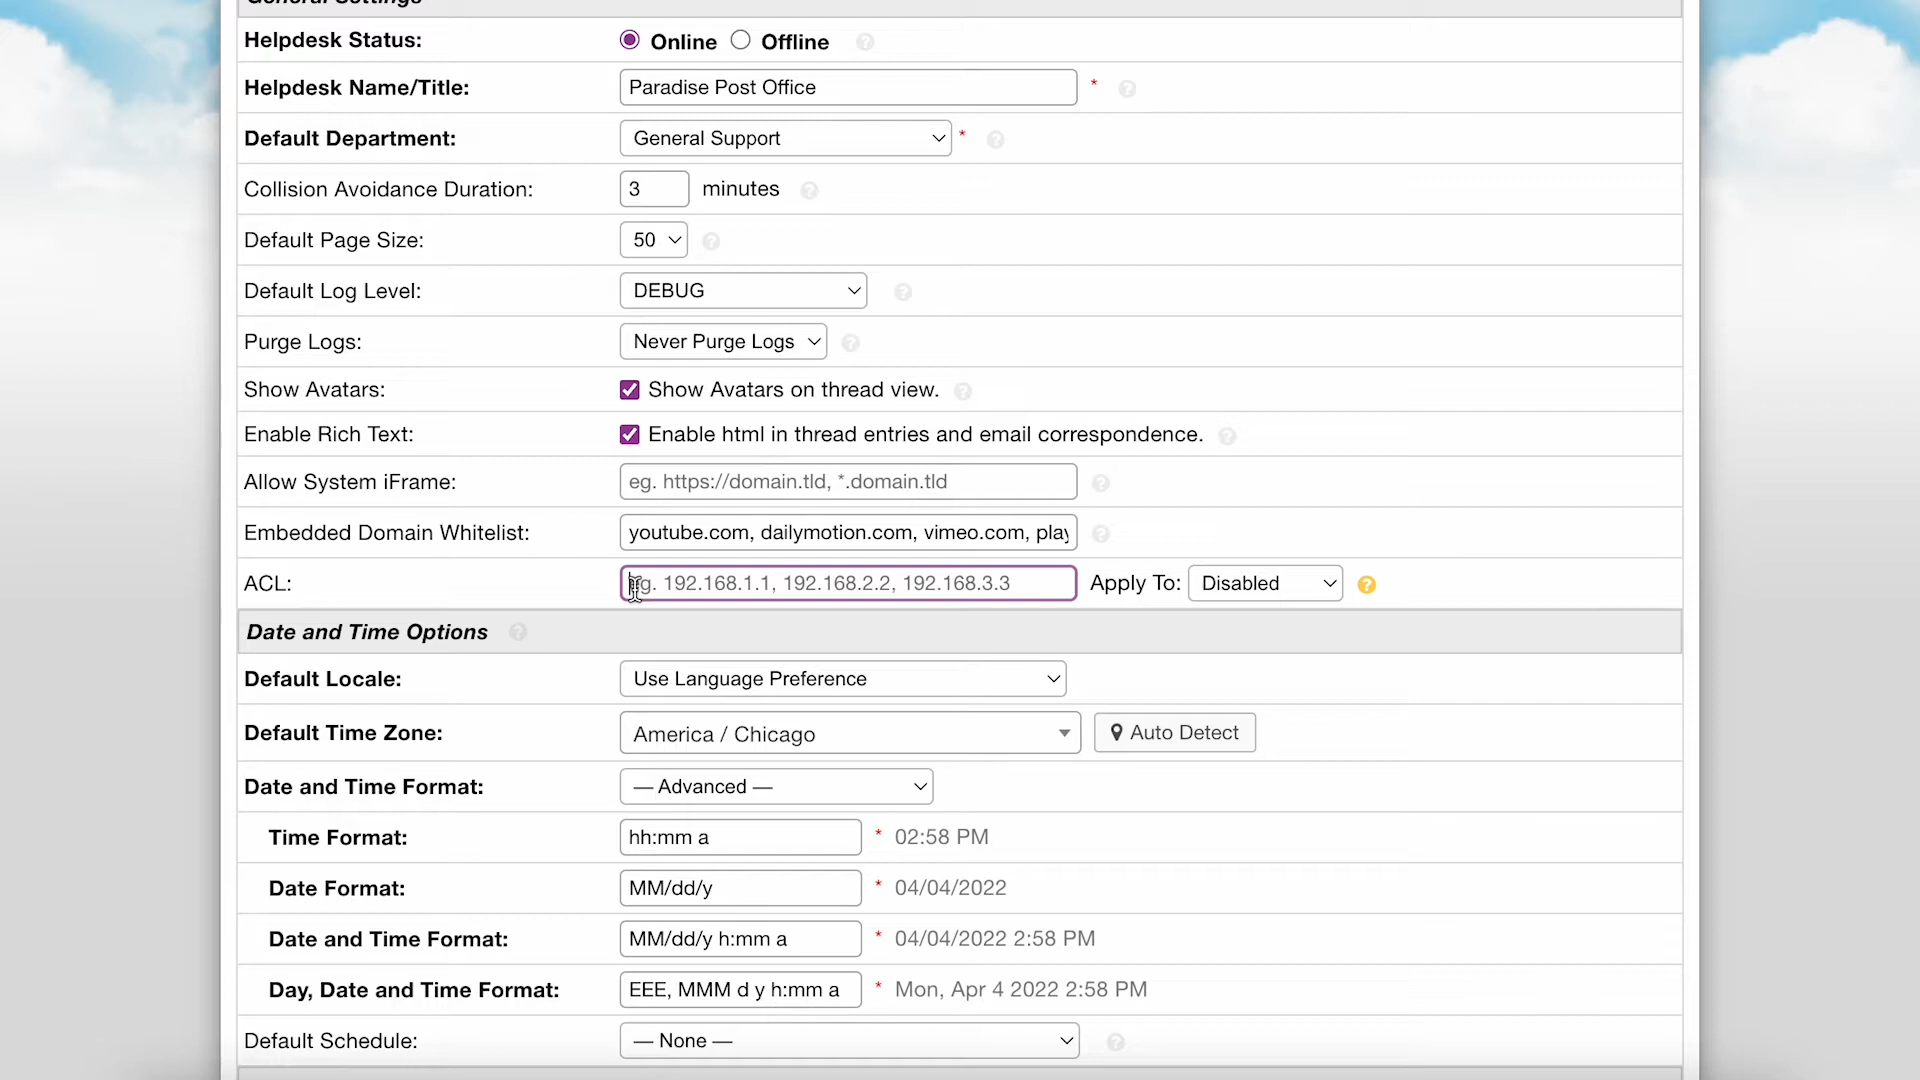 General Settings
Helpdesk Status: Online Offline
Helpdesk Name/Title: Paradise Post Office *
Default Department: General Support *
Collision Avoidance Duration: 3 minutes
Default Page Size: 50
Default Log Level: DEBUG
Purge Logs: Never Purge Logs
Show Avatars: Show Avatars on thread view.
Enable Rich Text: Enable html in thread entries and email correspondence.
Allow System iFrame: eg. https://domain.tld, *.domain.tld
Embedded Domain Whitelist: youtube.com, dailymotion.com, vimeo.com, play
ACL: eg. 192.168.1.1, 192.168.2.2, 192.168.3.3 Apply To: Disabled ?
Date and Time Options
Default Locale: Use Language Preference
Default Time Zone: America / Chicago Auto Detect
Date and Time Format: — Advanced —
Time Format: hh:mm a * 02:58 PM
Date Format: MM/dd/y * 04/04/2022
Date and Time Format: MM/dd/y h:mm a * 04/04/2022 2:58 PM
Day, Date and Time Format: EEE, MMM d y h:mm a * Mon, Apr 4 2022 2:58 PM
Default Schedule: — None —